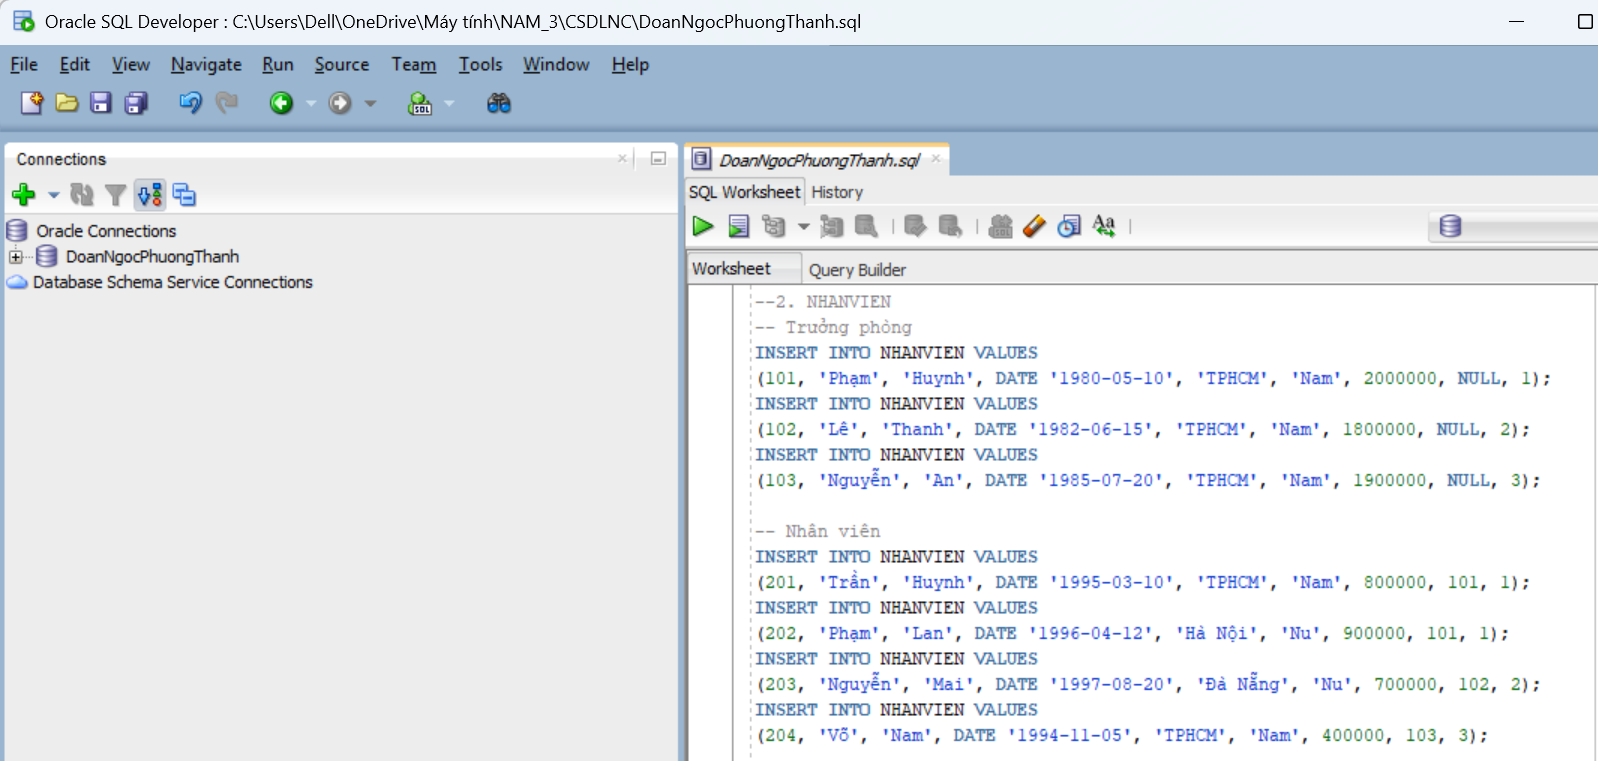 Oracle SQL Developer : C:\Users\Dell\OneDrive\Máy tính\NAM_3\CSDLNC\DoanNgocPhuongThanh.sql
File Edit View Navigate Run Source Team Tools Window Help
SQL
Connections
Oracle Connections
DoanNgocPhuongThanh
Database Schema Service Connections
DoanNgocPhuongThanh.sql
SQL Worksheet History
SQL Aa
Worksheet Query Builder
--2. NHANVIEN
-- Trưởng phòng
INSERT INTO NHANVIEN VALUES
(101, 'Phạm', 'Huynh', DATE '1980-05-10', 'TPHCM', 'Nam', 2000000, NULL, 1);
INSERT INTO NHANVIEN VALUES
(102, 'Lê', 'Thanh', DATE '1982-06-15', 'TPHCM', 'Nam', 1800000, NULL, 2);
INSERT INTO NHANVIEN VALUES
(103, 'Nguyễn', 'An', DATE '1985-07-20', 'TPHCM', 'Nam', 1900000, NULL, 3);
-- Nhân viên
INSERT INTO NHANVIEN VALUES
(201, 'Trần', 'Huynh', DATE '1995-03-10', 'TPHCM', 'Nam', 800000, 101, 1);
INSERT INTO NHANVIEN VALUES
(202, 'Phạm', 'Lan', DATE '1996-04-12', 'Hà Nội', 'Nu', 900000, 101, 1);
INSERT INTO NHANVIEN VALUES
(203, 'Nguyễn', 'Mai', DATE '1997-08-20', 'Đà Nẵng', 'Nu', 700000, 102, 2);
INSERT INTO NHANVIEN VALUES
(204, 'Võ', 'Nam', DATE '1994-11-05', 'TPHCM', 'Nam', 400000, 103, 3);